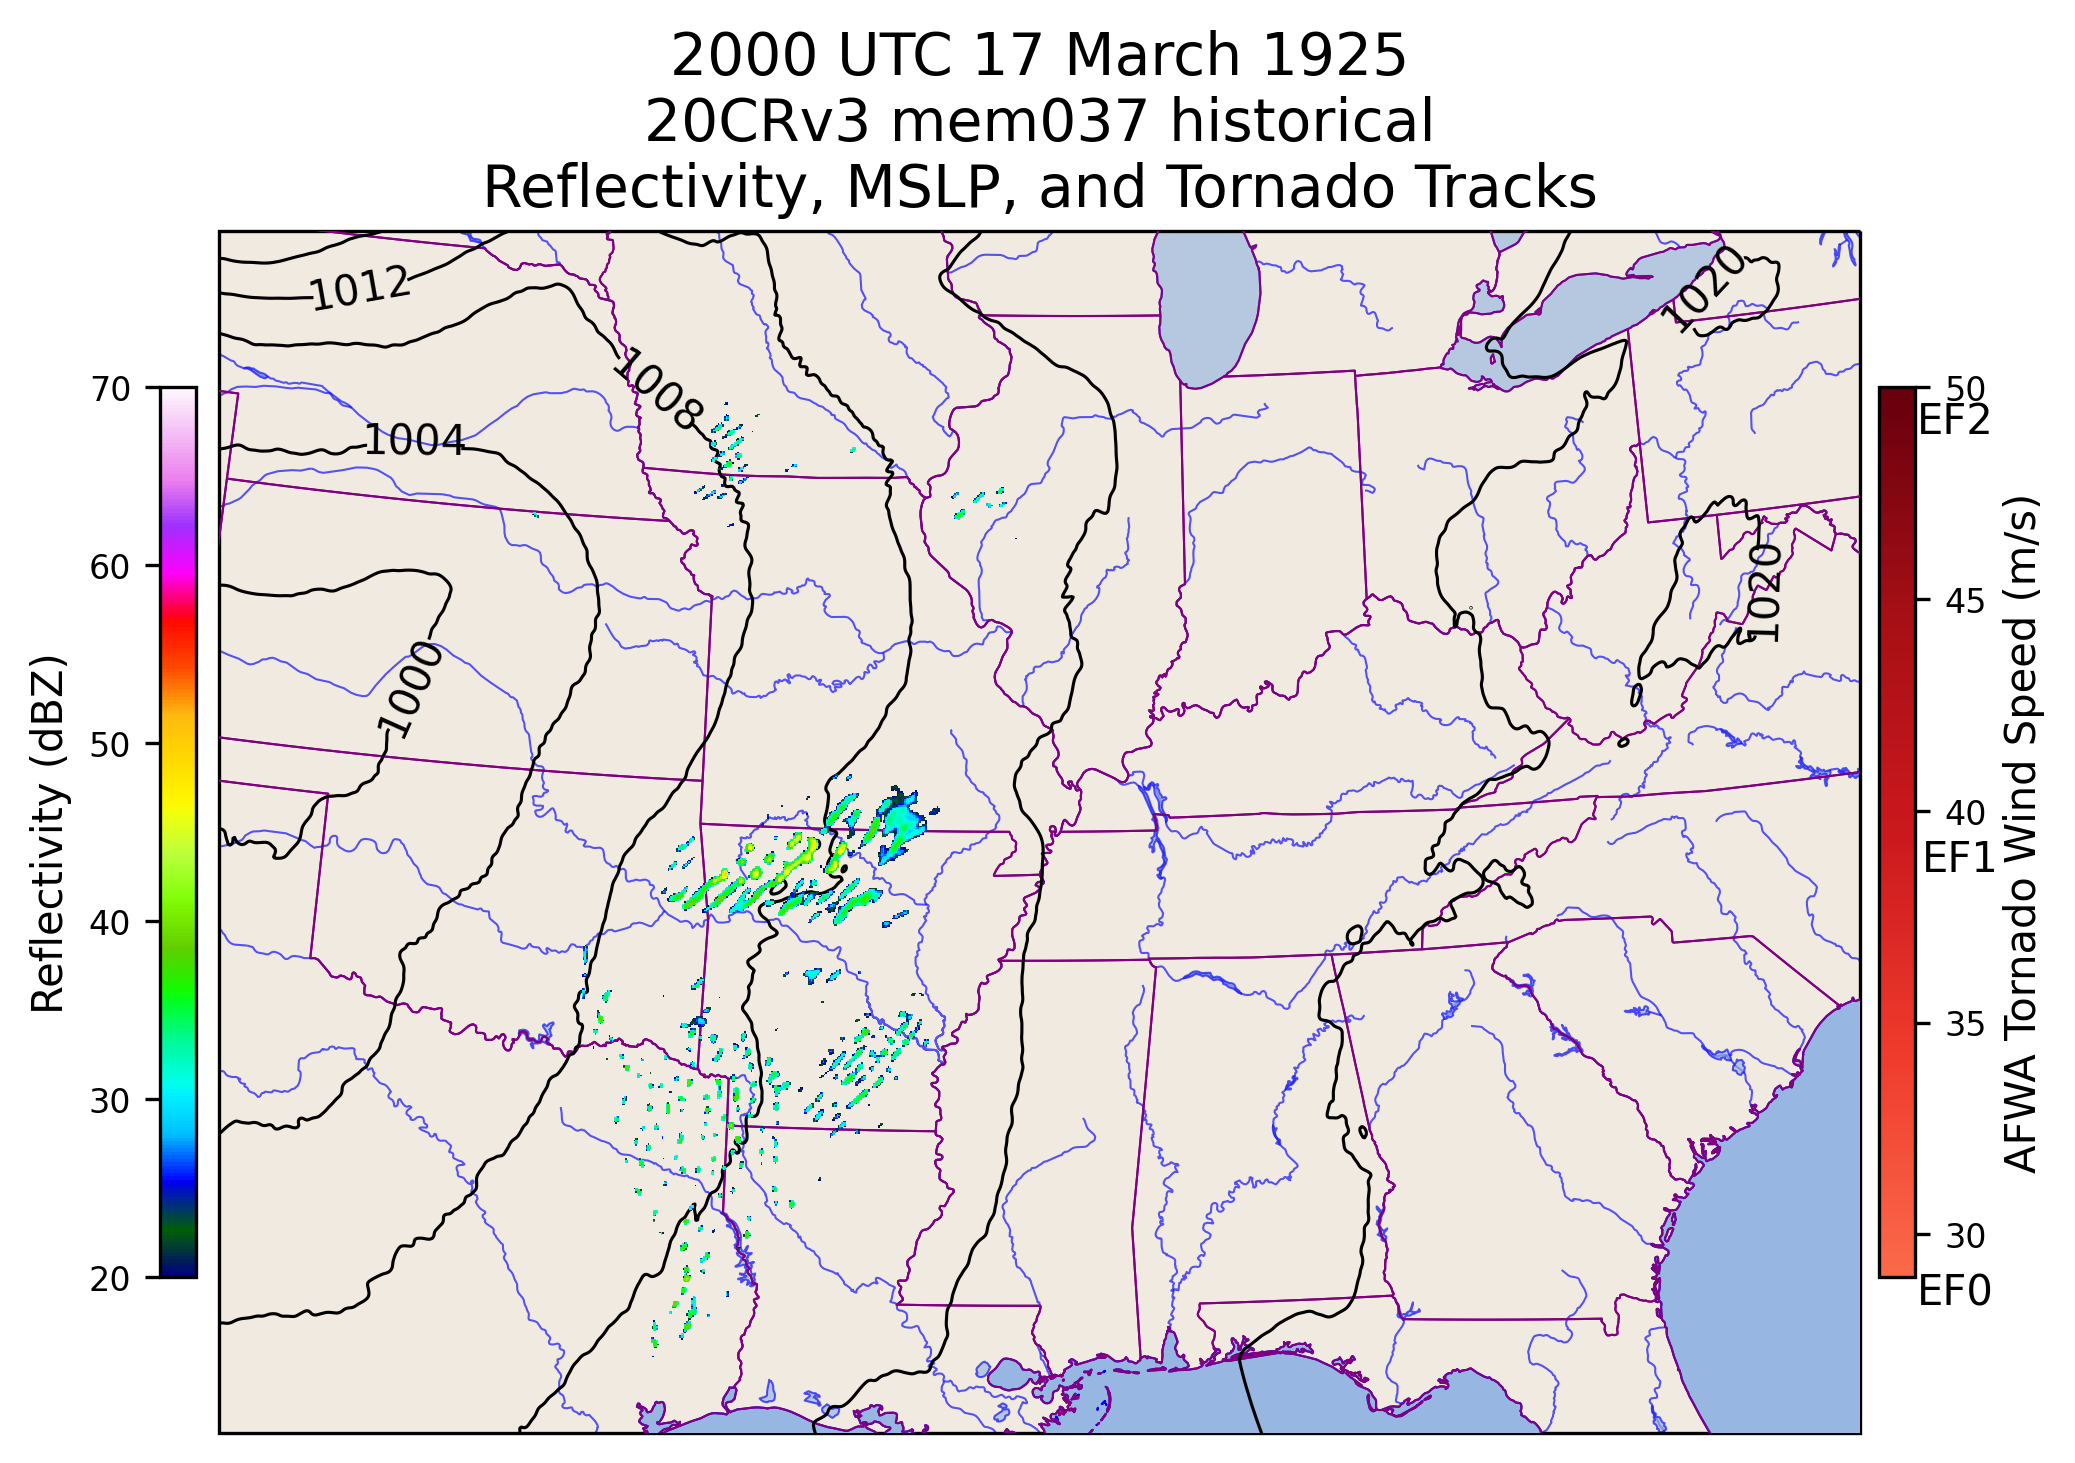 2000 UTC 17 March 1925
20CRv3 mem037 historical
Reflectivity, MSLP, and Tornado Tracks
1012
1020
1008
1004
1020
1000
70
60
50
40
30
20
Reflectivity (dBZ)
50
EF2
45
40
EF1
35
30
EF0
AFWA Tornado Wind Speed (m/s)